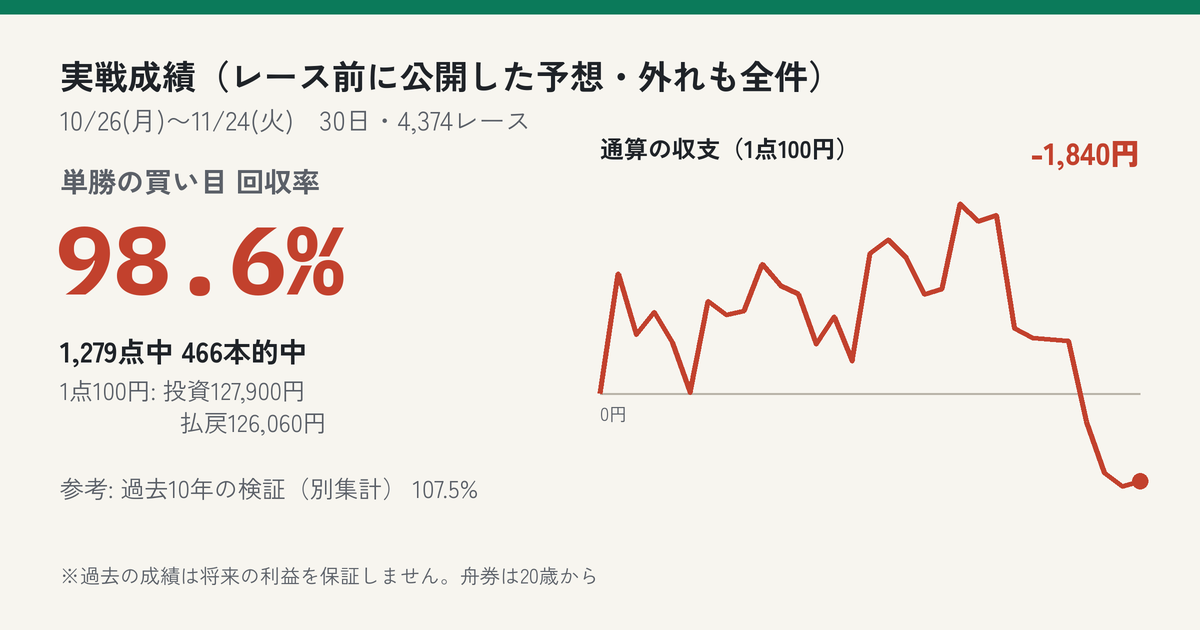 実戦成績（レース前に公開した予想・外れも全件）
10/26(月)〜11/24(火)　30日・4,374レース
単勝の買い目 回収率
98.6%
1,279点中 466本的中
1点100円: 投資127,900円
払戻126,060円
参考: 過去10年の検証（別集計） 107.5%
通算の収支（1点100円）
-1,840円
0円
※過去の成績は将来の利益を保証しません。舟券は20歳から